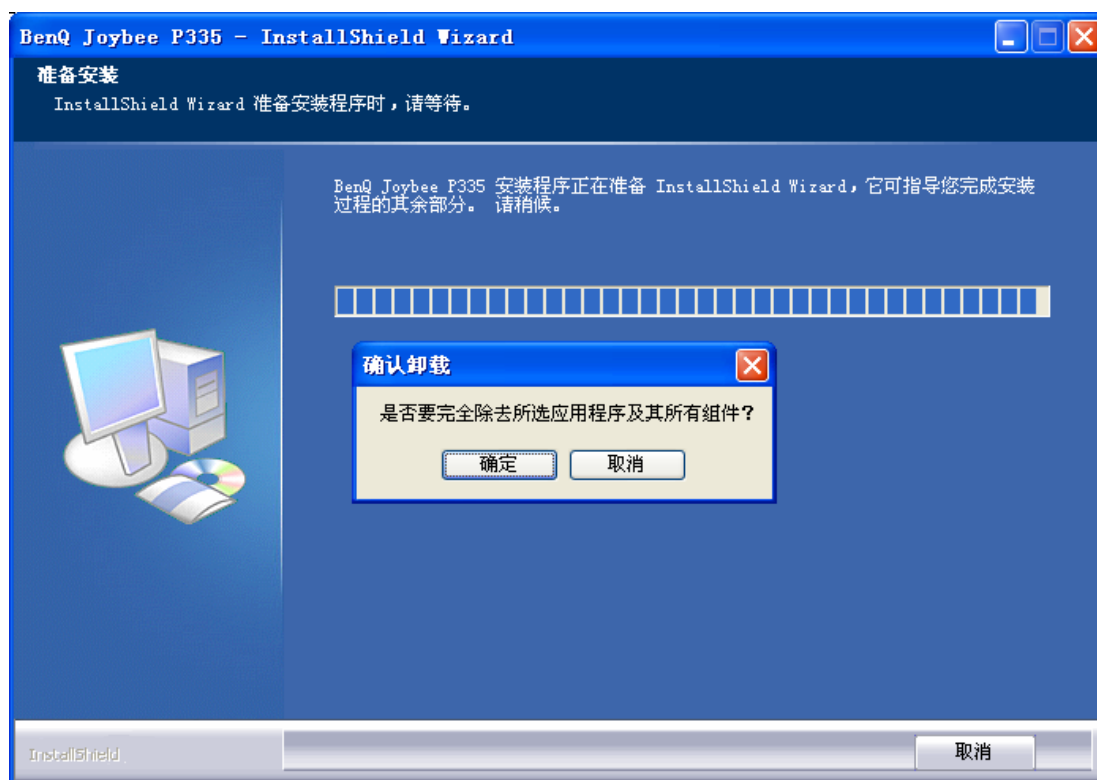 BenQ Joybee P335 - InstallShield Wizard
准备安装
InstallShield Wizard 准备安装程序时，请等待。
BenQ Joybee P335 安装程序正在准备 InstallShield Wizard，它可指导您完成安装
过程的其余部分。 请稍候。
确认卸载
是否要完全除去所选应用程序及其所有组件？
确定
取消
InstallShield
取消